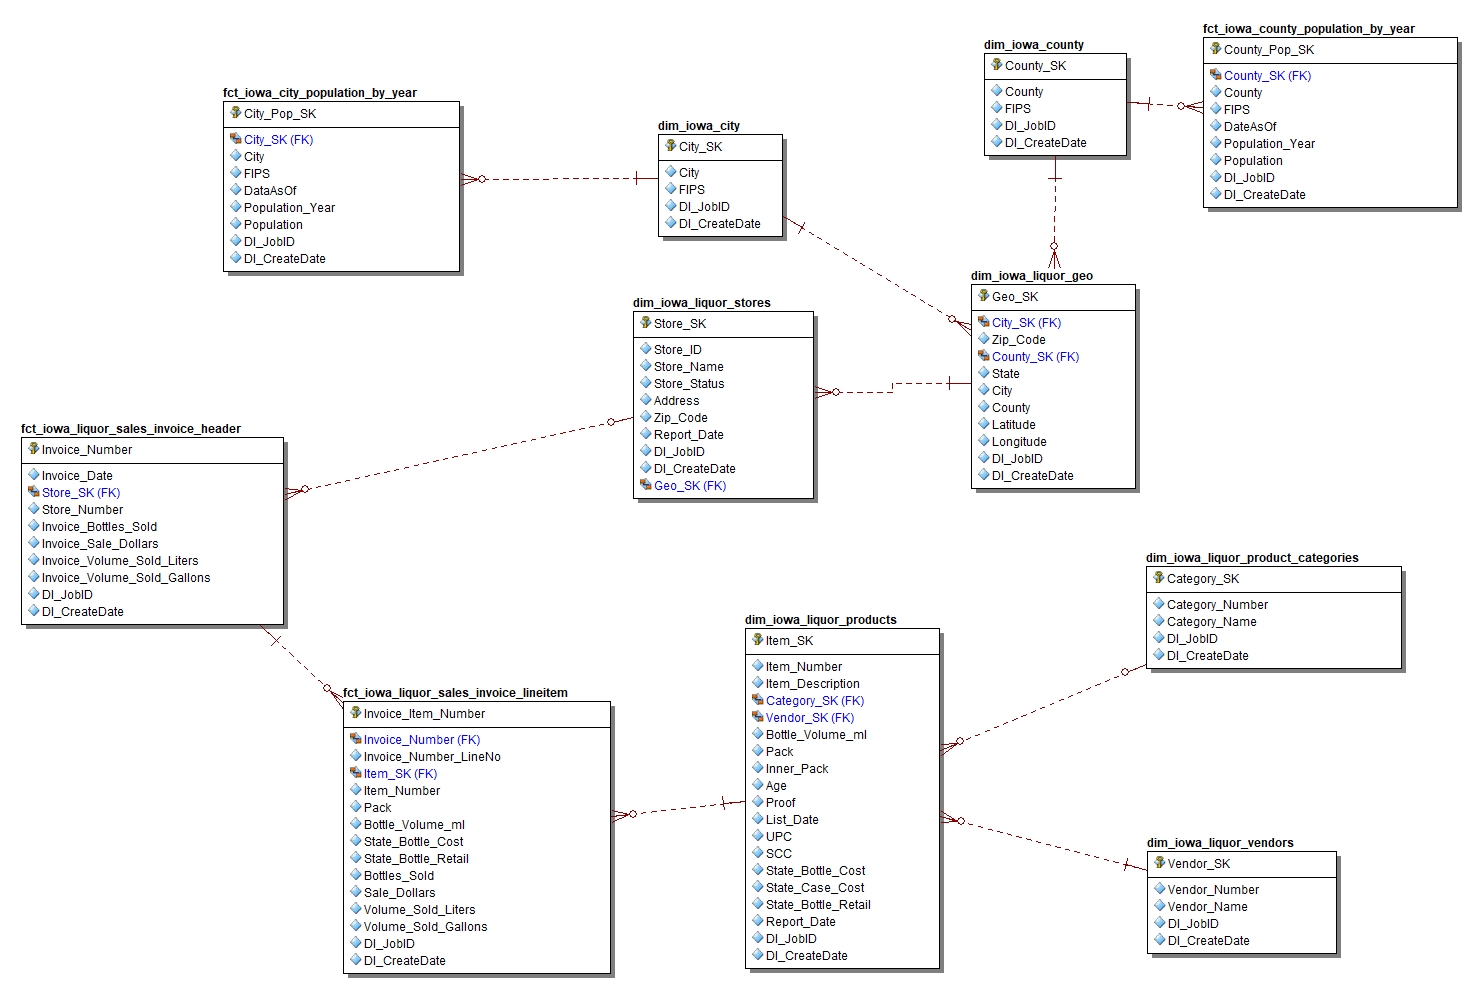 fct_iowa_county_population_by_year
County_Pop_SK
County_SK (FK)
County
FIPS
DateAsOf
Population_Year
Population
DI_JobID
DI_CreateDate
dim_iowa_county
County_SK
County
FIPS
DI_JobID
DI_CreateDate
fct_iowa_city_population_by_year
City_Pop_SK
City_SK (FK)
City
FIPS
DataAsOf
Population_Year
Population
DI_JobID
DI_CreateDate
dim_iowa_city
City_SK
City
FIPS
DI_JobID
DI_CreateDate
dim_iowa_liquor_geo
Geo_SK
City_SK (FK)
Zip_Code
County_SK (FK)
State
City
County
Latitude
Longitude
DI_JobID
DI_CreateDate
dim_iowa_liquor_stores
Store_SK
Store_ID
Store_Name
Store_Status
Address
Zip_Code
Report_Date
DI_JobID
DI_CreateDate
Geo_SK (FK)
fct_iowa_liquor_sales_invoice_header
Invoice_Number
Invoice_Date
Store_SK (FK)
Store_Number
Invoice_Bottles_Sold
Invoice_Sale_Dollars
Invoice_Volume_Sold_Liters
Invoice_Volume_Sold_Gallons
DI_JobID
DI_CreateDate
dim_iowa_liquor_product_categories
Category_SK
Category_Number
Category_Name
DI_JobID
DI_CreateDate
dim_iowa_liquor_products
Item_SK
Item_Number
Item_Description
Category_SK (FK)
Vendor_SK (FK)
Bottle_Volume_ml
Pack
Inner_Pack
Age
Proof
List_Date
UPC
SCC
State_Bottle_Cost
State_Case_Cost
State_Bottle_Retail
Report_Date
DI_JobID
DI_CreateDate
fct_iowa_liquor_sales_invoice_lineitem
Invoice_Item_Number
Invoice_Number (FK)
Invoice_Number_LineNo
Item_SK (FK)
Item_Number
Pack
Bottle_Volume_ml
State_Bottle_Cost
State_Bottle_Retail
Bottles_Sold
Sale_Dollars
Volume_Sold_Liters
Volume_Sold_Gallons
DI_JobID
DI_CreateDate
dim_iowa_liquor_vendors
Vendor_SK
Vendor_Number
Vendor_Name
DI_JobID
DI_CreateDate